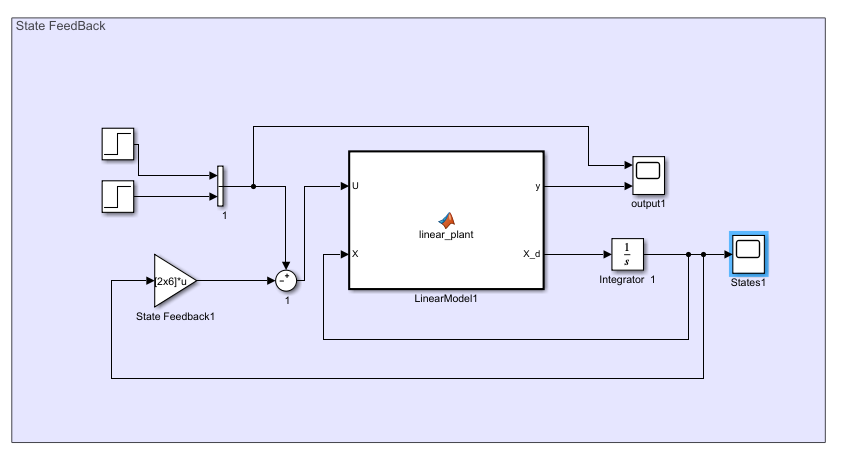 State FeedBack
U
y
output1
1
linear_plant
X
X_d
1
s
Integrator 1
States1
LinearModel1
[2x6]*u
- +
1
State Feedback1